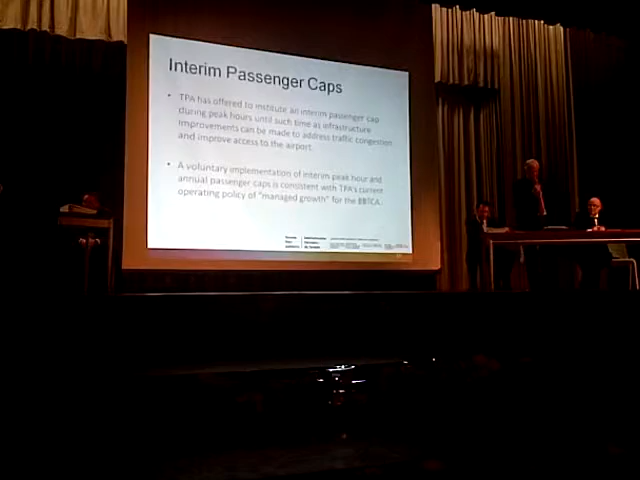 Interim Passenger Caps
• TPA has offered to institute an interim passenger cap
during peak hours until such time as infrastructure
improvements can be made to address traffic congestion
and improve access to the airport.
• A voluntary implementation of interim peak hour and
annual passenger caps is consistent with TPA's current
operating policy of "managed growth" for the BBTCA.